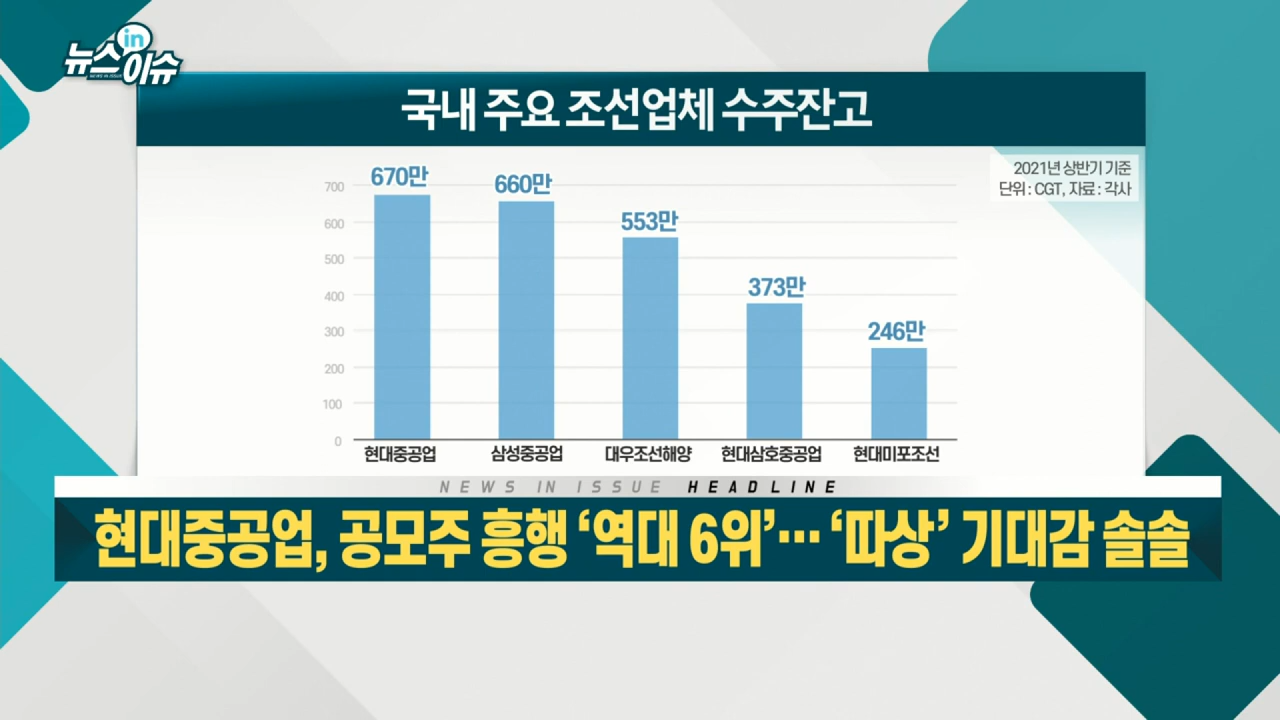 뉴스in이슈
NEWS IN ISSUE
국내 주요 조선업체 수주잔고
2021년 상반기 기준
단위 : CGT, 자료 : 각사
700
600
500
400
300
200
100
0
670만
660만
553만
373만
246만
현대중공업
삼성중공업
대우조선해양
현대삼호중공업
현대미포조선
NEWS IN ISSUE HEADLINE
현대중공업, 공모주 흥행 ‘역대 6위’… ‘따상’ 기대감 솔솔